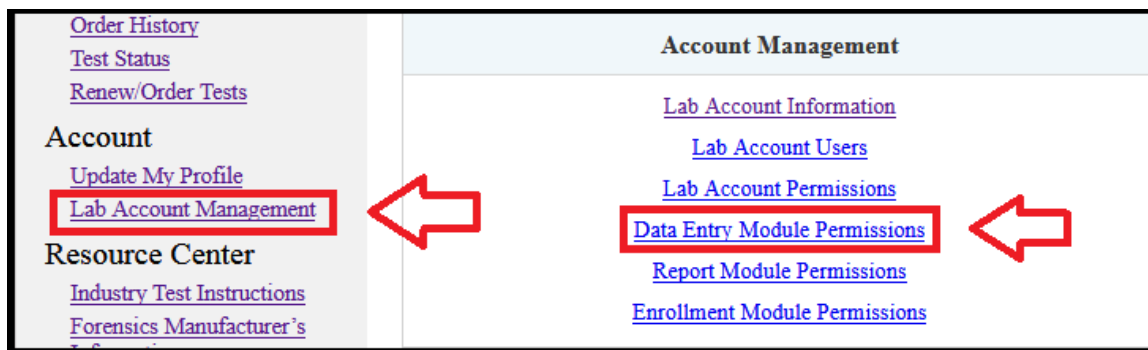 Order History
Test Status
Renew/Order Tests
Account
Update My Profile
Lab Account Management
Resource Center
Industry Test Instructions
Forensics Manufacturer's
Account Management
Lab Account Information
Lab Account Users
Lab Account Permissions
Data Entry Module Permissions
Report Module Permissions
Enrollment Module Permissions